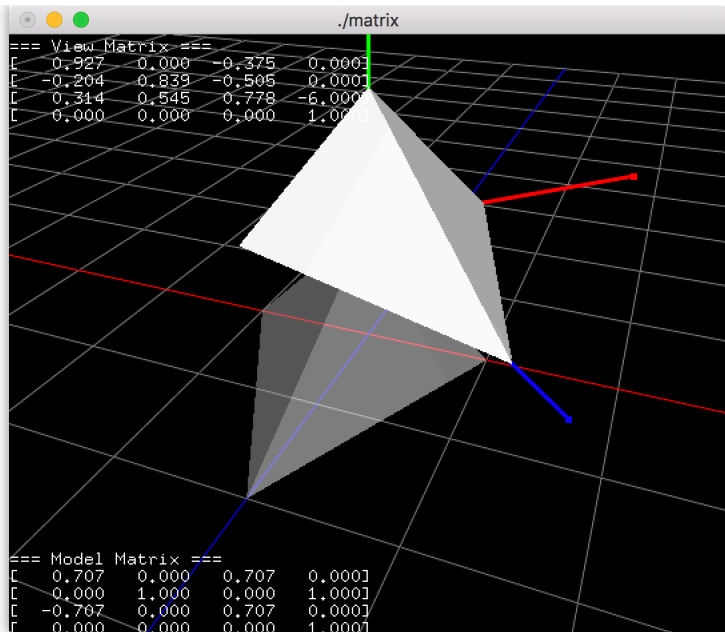 ./matrix
=== View Matrix ===
[ 0.927 0.000 -0.375 0.000]
[ -0.204 0.839 -0.505 0.000]
[ 0.314 0.545 0.778 -6.000]
[ 0.000 0.000 0.000 1.000]
=== Model Matrix ===
[ 0.707 0.000 0.707 0.000]
[ 0.000 1.000 0.000 1.000]
[ -0.707 0.000 0.707 0.000]
[ 0.000 0.000 0.000 1.000]